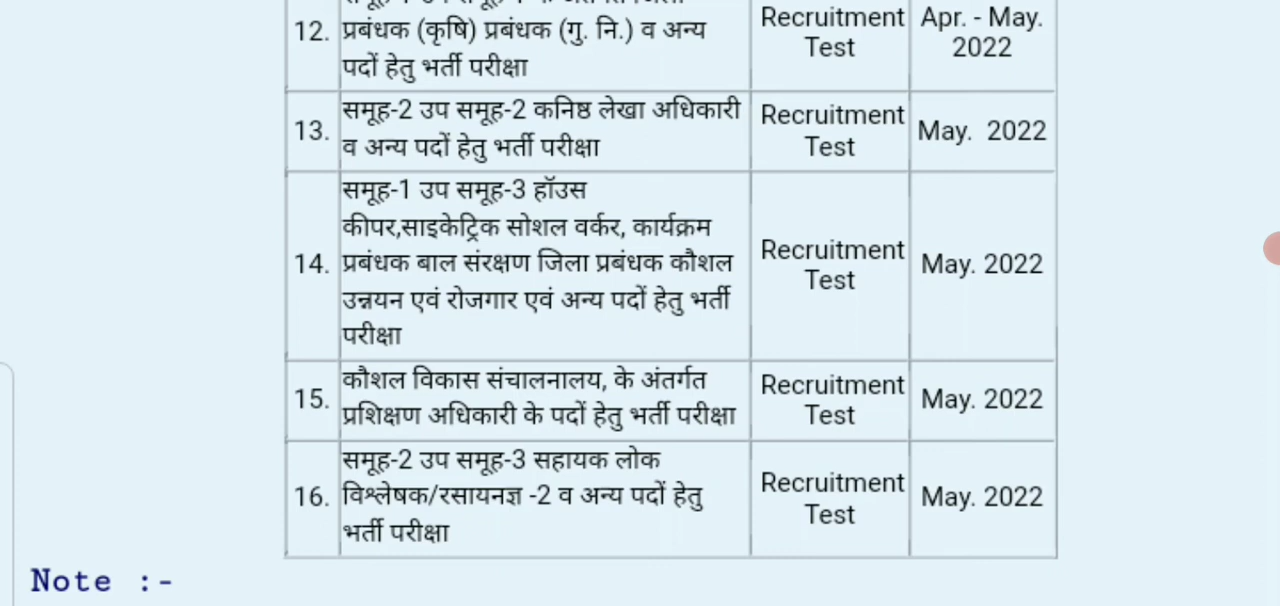 12.
प्रबंधक (कृषि) प्रबंधक (गु. नि.) व अन्य
पदों हेतु भर्ती परीक्षा
Recruitment
Test
Apr. - May.
2022
13.
समूह-2 उप समूह-2 कनिष्ठ लेखा अधिकारी
व अन्य पदों हेतु भर्ती परीक्षा
Recruitment
Test
May. 2022
14.
समूह-1 उप समूह-3 हॉउस
कीपर,साइकेट्रिक सोशल वर्कर, कार्यक्रम
प्रबंधक बाल संरक्षण जिला प्रबंधक कौशल
उन्नयन एवं रोजगार एवं अन्य पदों हेतु भर्ती
परीक्षा
Recruitment
Test
May. 2022
15.
कौशल विकास संचालनालय, के अंतर्गत
प्रशिक्षण अधिकारी के पदों हेतु भर्ती परीक्षा
Recruitment
Test
May. 2022
16.
समूह-2 उप समूह-3 सहायक लोक
विश्लेषक/रसायनज्ञ -2 व अन्य पदों हेतु
भर्ती परीक्षा
Recruitment
Test
May. 2022
Note :-